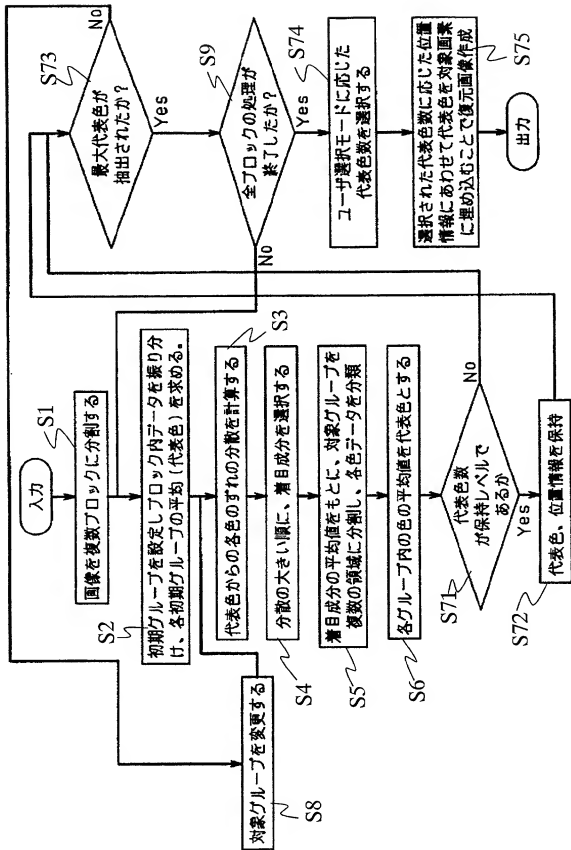 入力
S1
画像を複数ブロックに分割する
S2
初期グループを設定しブロック内データを振り分
け、各初期グループの平均（代表色）を求める。
S3
代表色からの各色のずれの分散を計算する
S4
分散の大きい順に、着目成分を選択する
S5
着目成分の平均値をもとに、対象グループを
複数の領域に分割し、各色データを分類
S6
各グループ内の色の平均値を代表色とする
S71
代表色数
が保持レベルで
あるか
No
Yes
S72
代表色、位置情報を保持
S8
対象グループを変更する
S73
最大代表色が
抽出されたか？
No
Yes
S9
全ブロックの処理が
終了したか？
No
Yes
S74
ユーザ選択モードに応じた
代表色数を選択する
S75
選択された代表色数に応じた位置
情報にあわせて代表色を対象画素
に埋め込むことで復元画像作成
出力